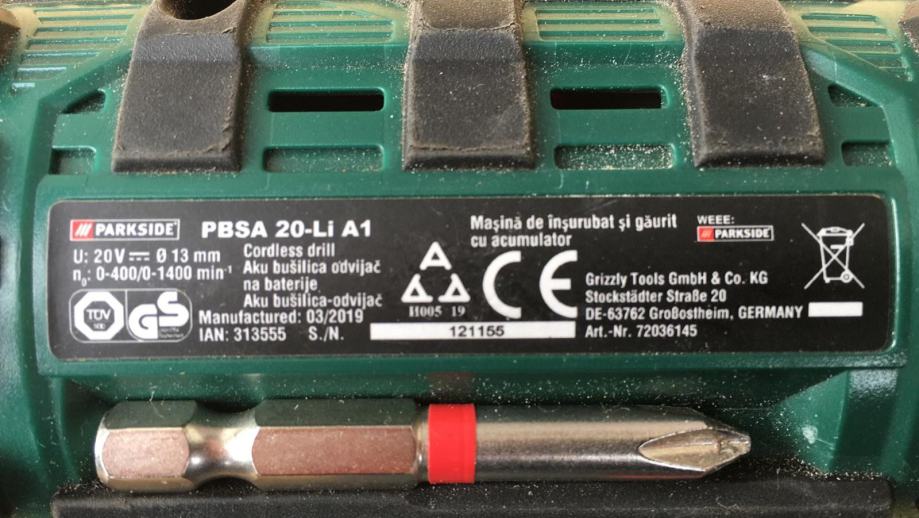 PARKSIDE® PBSA 20-Li A1
U: 20V ⎓ Ø 13 mm
n₀: 0-400/0-1400 min⁻¹
Cordless drill
Aku bušilica odvijač
na baterije
Aku bušilica-odvijač
Manufactured: 03/2019
IAN: 313555 S./N.
121155
TÜV
GS
И005 19
CE
Mașină de înșurubat și găurit
cu acumulator
WEEE:
PARKSIDE
Grizzly Tools GmbH & Co. KG
Stockstädter Straße 20
DE-63762 Großostheim, GERMANY
Art.-Nr. 72036145